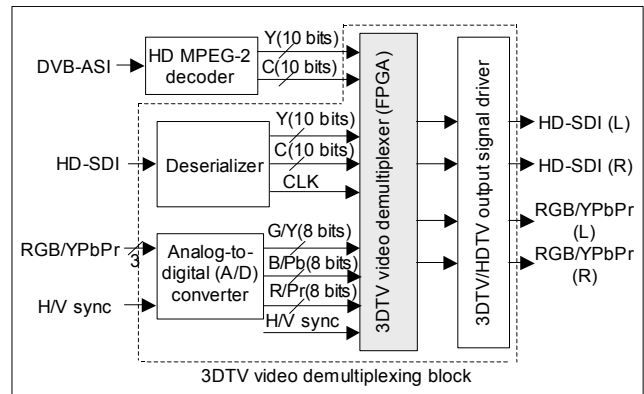 DVB-ASI
HD MPEG-2
decoder
Y(10 bits)
C(10 bits)
HD-SDI
Deserializer
Y(10 bits)
C(10 bits)
CLK
RGB/YPbPr
3
H/V sync
Analog-to-
digital (A/D)
converter
G/Y(8 bits)
B/Pb(8 bits)
R/Pr(8 bits)
H/V sync
3DTV video demultiplexer (FPGA)
3DTV/HDTV output signal driver
HD-SDI (L)
HD-SDI (R)
RGB/YPbPr
(L)
RGB/YPbPr
(R)
3DTV video demultiplexing block